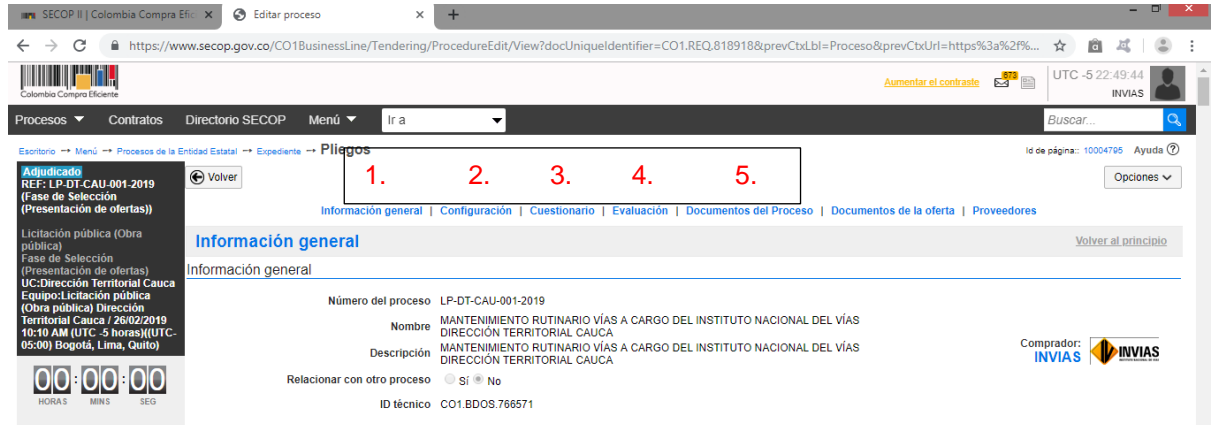 SECOP II | Colombia Compra Efic
Editar proceso
https://www.secop.gov.co/CO1BusinessLine/Tendering/ProcedureEdit/View?docUniqueIdentifier=CO1.REQ.818918&prevCtxLbl=Proceso&prevCtxUrl=https%3a%2f%...
Colombia Compra Eficiente
Aumentar el contraste
673
UTC -5 22:49:44
INVIAS
Procesos Contratos Directorio SECOP Menú Ir a Buscar...
Escritorio → Menú → Procesos de la Entidad Estatal → Expediente → Pliegos
Id de página:: 10004795 Ayuda ?
Volver
1. 2. 3. 4. 5.
Opciones
Información general | Configuración | Cuestionario | Evaluación | Documentos del Proceso | Documentos de la oferta | Proveedores
Adjudicado
REF: LP-DT-CAU-001-2019
(Fase de Selección
(Presentación de ofertas))
Licitación pública (Obra
pública)
Fase de Selección
(Presentación de ofertas)
UC:Dirección Territorial Cauca
Equipo:Licitación pública
(Obra pública) Dirección
Territorial Cauca / 26/02/2019
10:10 AM (UTC -5 horas)((UTC-
05:00) Bogotá, Lima, Quito)
00:00:00
HORAS MINS SEG
Información general
Volver al principio
Información general
Número del proceso LP-DT-CAU-001-2019
Nombre MANTENIMIENTO RUTINARIO VÍAS A CARGO DEL INSTITUTO NACIONAL DEL VÍAS
DIRECCIÓN TERRITORIAL CAUCA
Descripción MANTENIMIENTO RUTINARIO VÍAS A CARGO DEL INSTITUTO NACIONAL DEL VÍAS
DIRECCIÓN TERRITORIAL CAUCA
Relacionar con otro proceso Sí No
ID técnico CO1.BDOS.766571
Comprador:
INVIAS
INVIAS